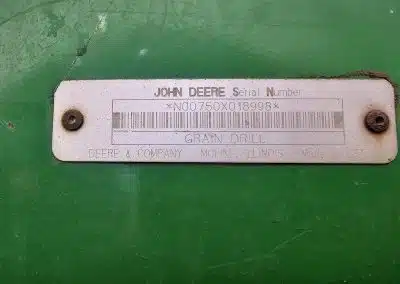 JOHN DEERE Serial Number
*N00750X018998*
GRAIN DRILL
DEERE & COMPANY MOLINE, ILLINOIS